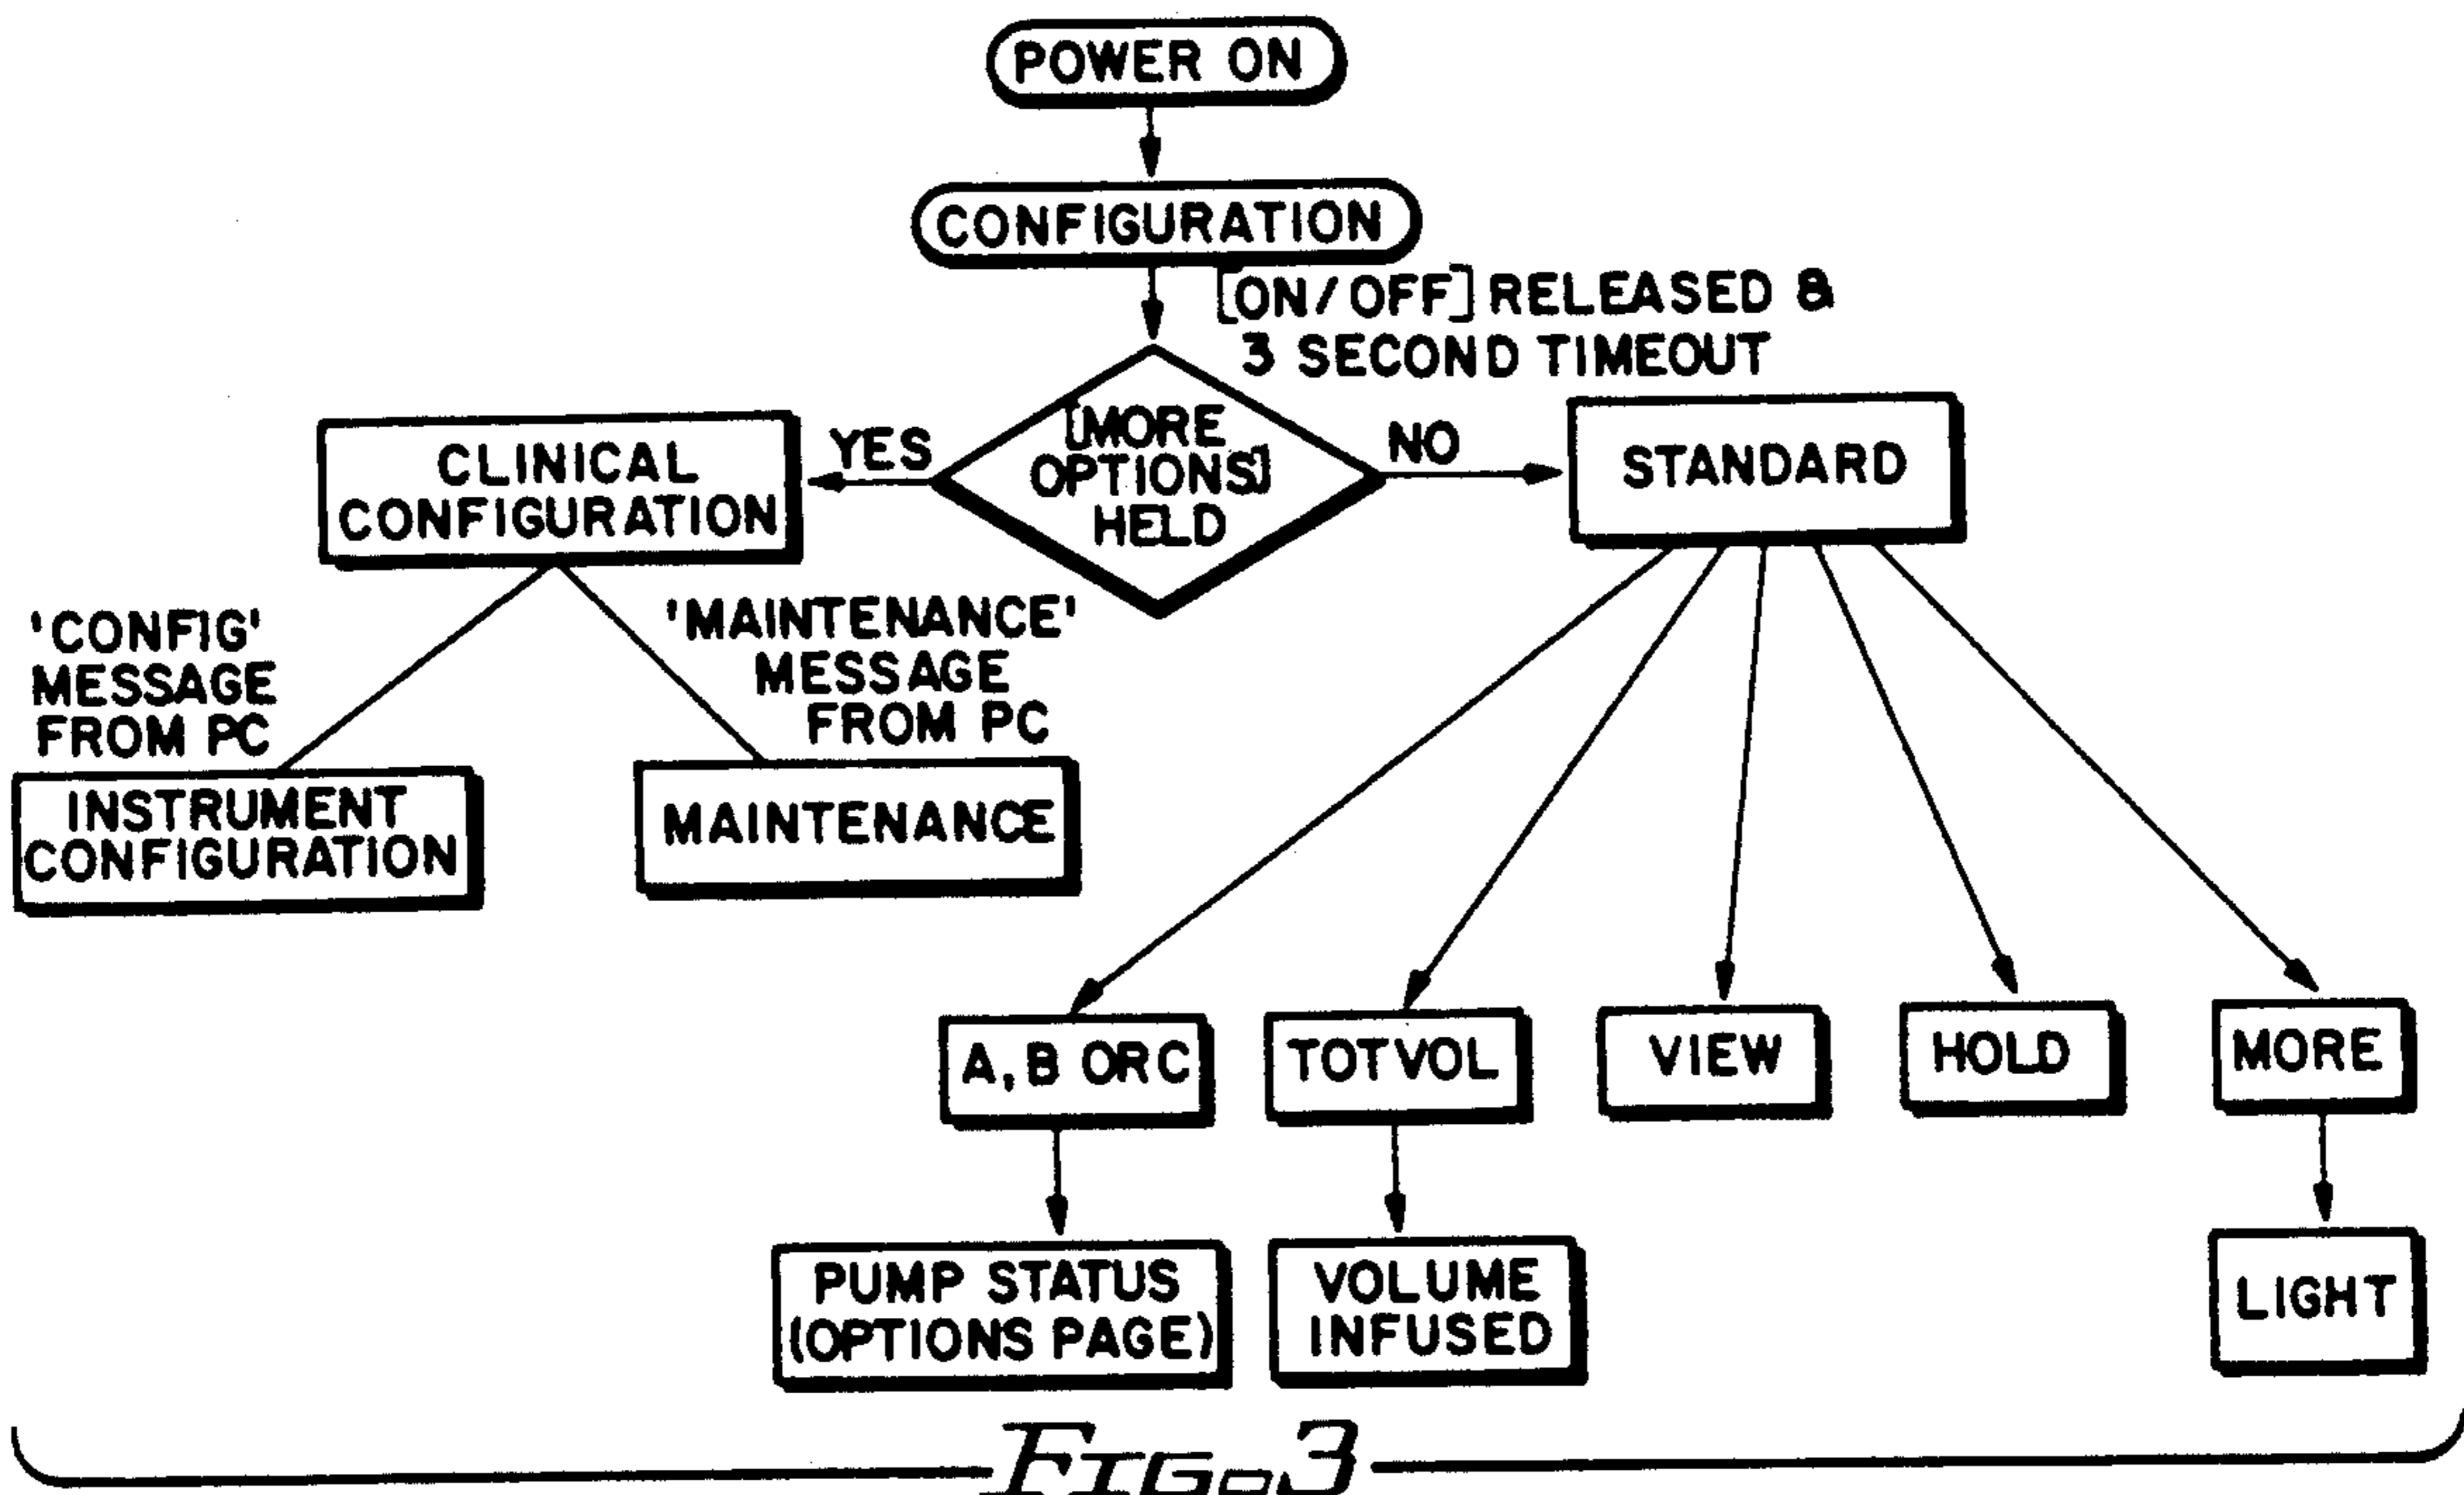 POWER ON
CONFIGURATION
[ON/OFF] RELEASED &
3 SECOND TIMEOUT
[MORE
OPTIONS]
HELD
YES
NO
CLINICAL
CONFIGURATION
STANDARD
'CONFIG'
MESSAGE
FROM PC
'MAINTENANCE'
MESSAGE
FROM PC
INSTRUMENT
CONFIGURATION
MAINTENANCE
A, B OR C
TOT VOL
VIEW
HOLD
MORE
PUMP STATUS
(OPTIONS PAGE)
VOLUME
INFUSED
LIGHT
FIG. 3